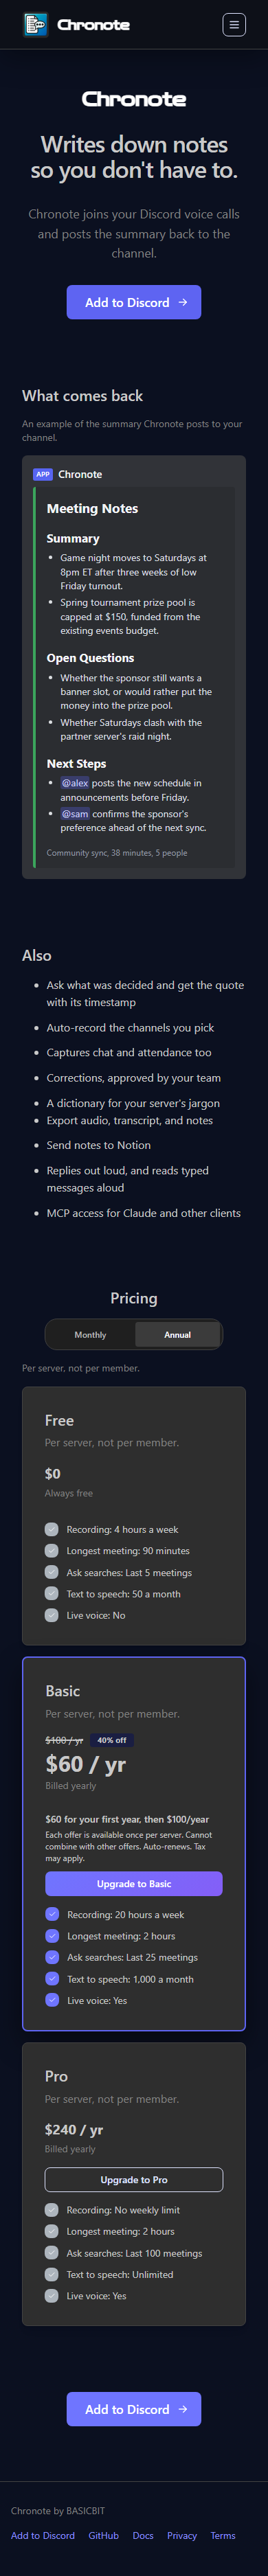 Chronote
Chronote
Writes down notes
so you don't have to.
Chronote joins your Discord voice calls
and posts the summary back to the
channel.
Add to Discord →
What comes back
An example of the summary Chronote posts to your
channel.
APP Chronote
Meeting Notes
Summary
• Game night moves to Saturdays at
8pm ET after three weeks of low
Friday turnout.
• Spring tournament prize pool is
capped at $150, funded from the
existing events budget.
Open Questions
• Whether the sponsor still wants a
banner slot, or would rather put the
money into the prize pool.
• Whether Saturdays clash with the
partner server's raid night.
Next Steps
• @alex posts the new schedule in
announcements before Friday.
• @sam confirms the sponsor's
preference ahead of the next sync.
Community sync, 38 minutes, 5 people
Also
• Ask what was decided and get the quote
with its timestamp
• Auto-record the channels you pick
• Captures chat and attendance too
• Corrections, approved by your team
• A dictionary for your server's jargon
• Export audio, transcript, and notes
• Send notes to Notion
• Replies out loud, and reads typed
messages aloud
• MCP access for Claude and other clients
Pricing
Monthly Annual
Per server, not per member.
Free
Per server, not per member.
$0
Always free
Recording: 4 hours a week
Longest meeting: 90 minutes
Ask searches: Last 5 meetings
Text to speech: 50 a month
Live voice: No
Basic
Per server, not per member.
$100 / yr 40% off
$60 / yr
Billed yearly
$60 for your first year, then $100/year
Each offer is available once per server. Cannot
combine with other offers. Auto-renews. Tax
may apply.
Upgrade to Basic
Recording: 20 hours a week
Longest meeting: 2 hours
Ask searches: Last 25 meetings
Text to speech: 1,000 a month
Live voice: Yes
Pro
Per server, not per member.
$240 / yr
Billed yearly
Upgrade to Pro
Recording: No weekly limit
Longest meeting: 2 hours
Ask searches: Last 100 meetings
Text to speech: Unlimited
Live voice: Yes
Add to Discord →
Chronote by BASICBIT
Add to Discord GitHub Docs Privacy Terms